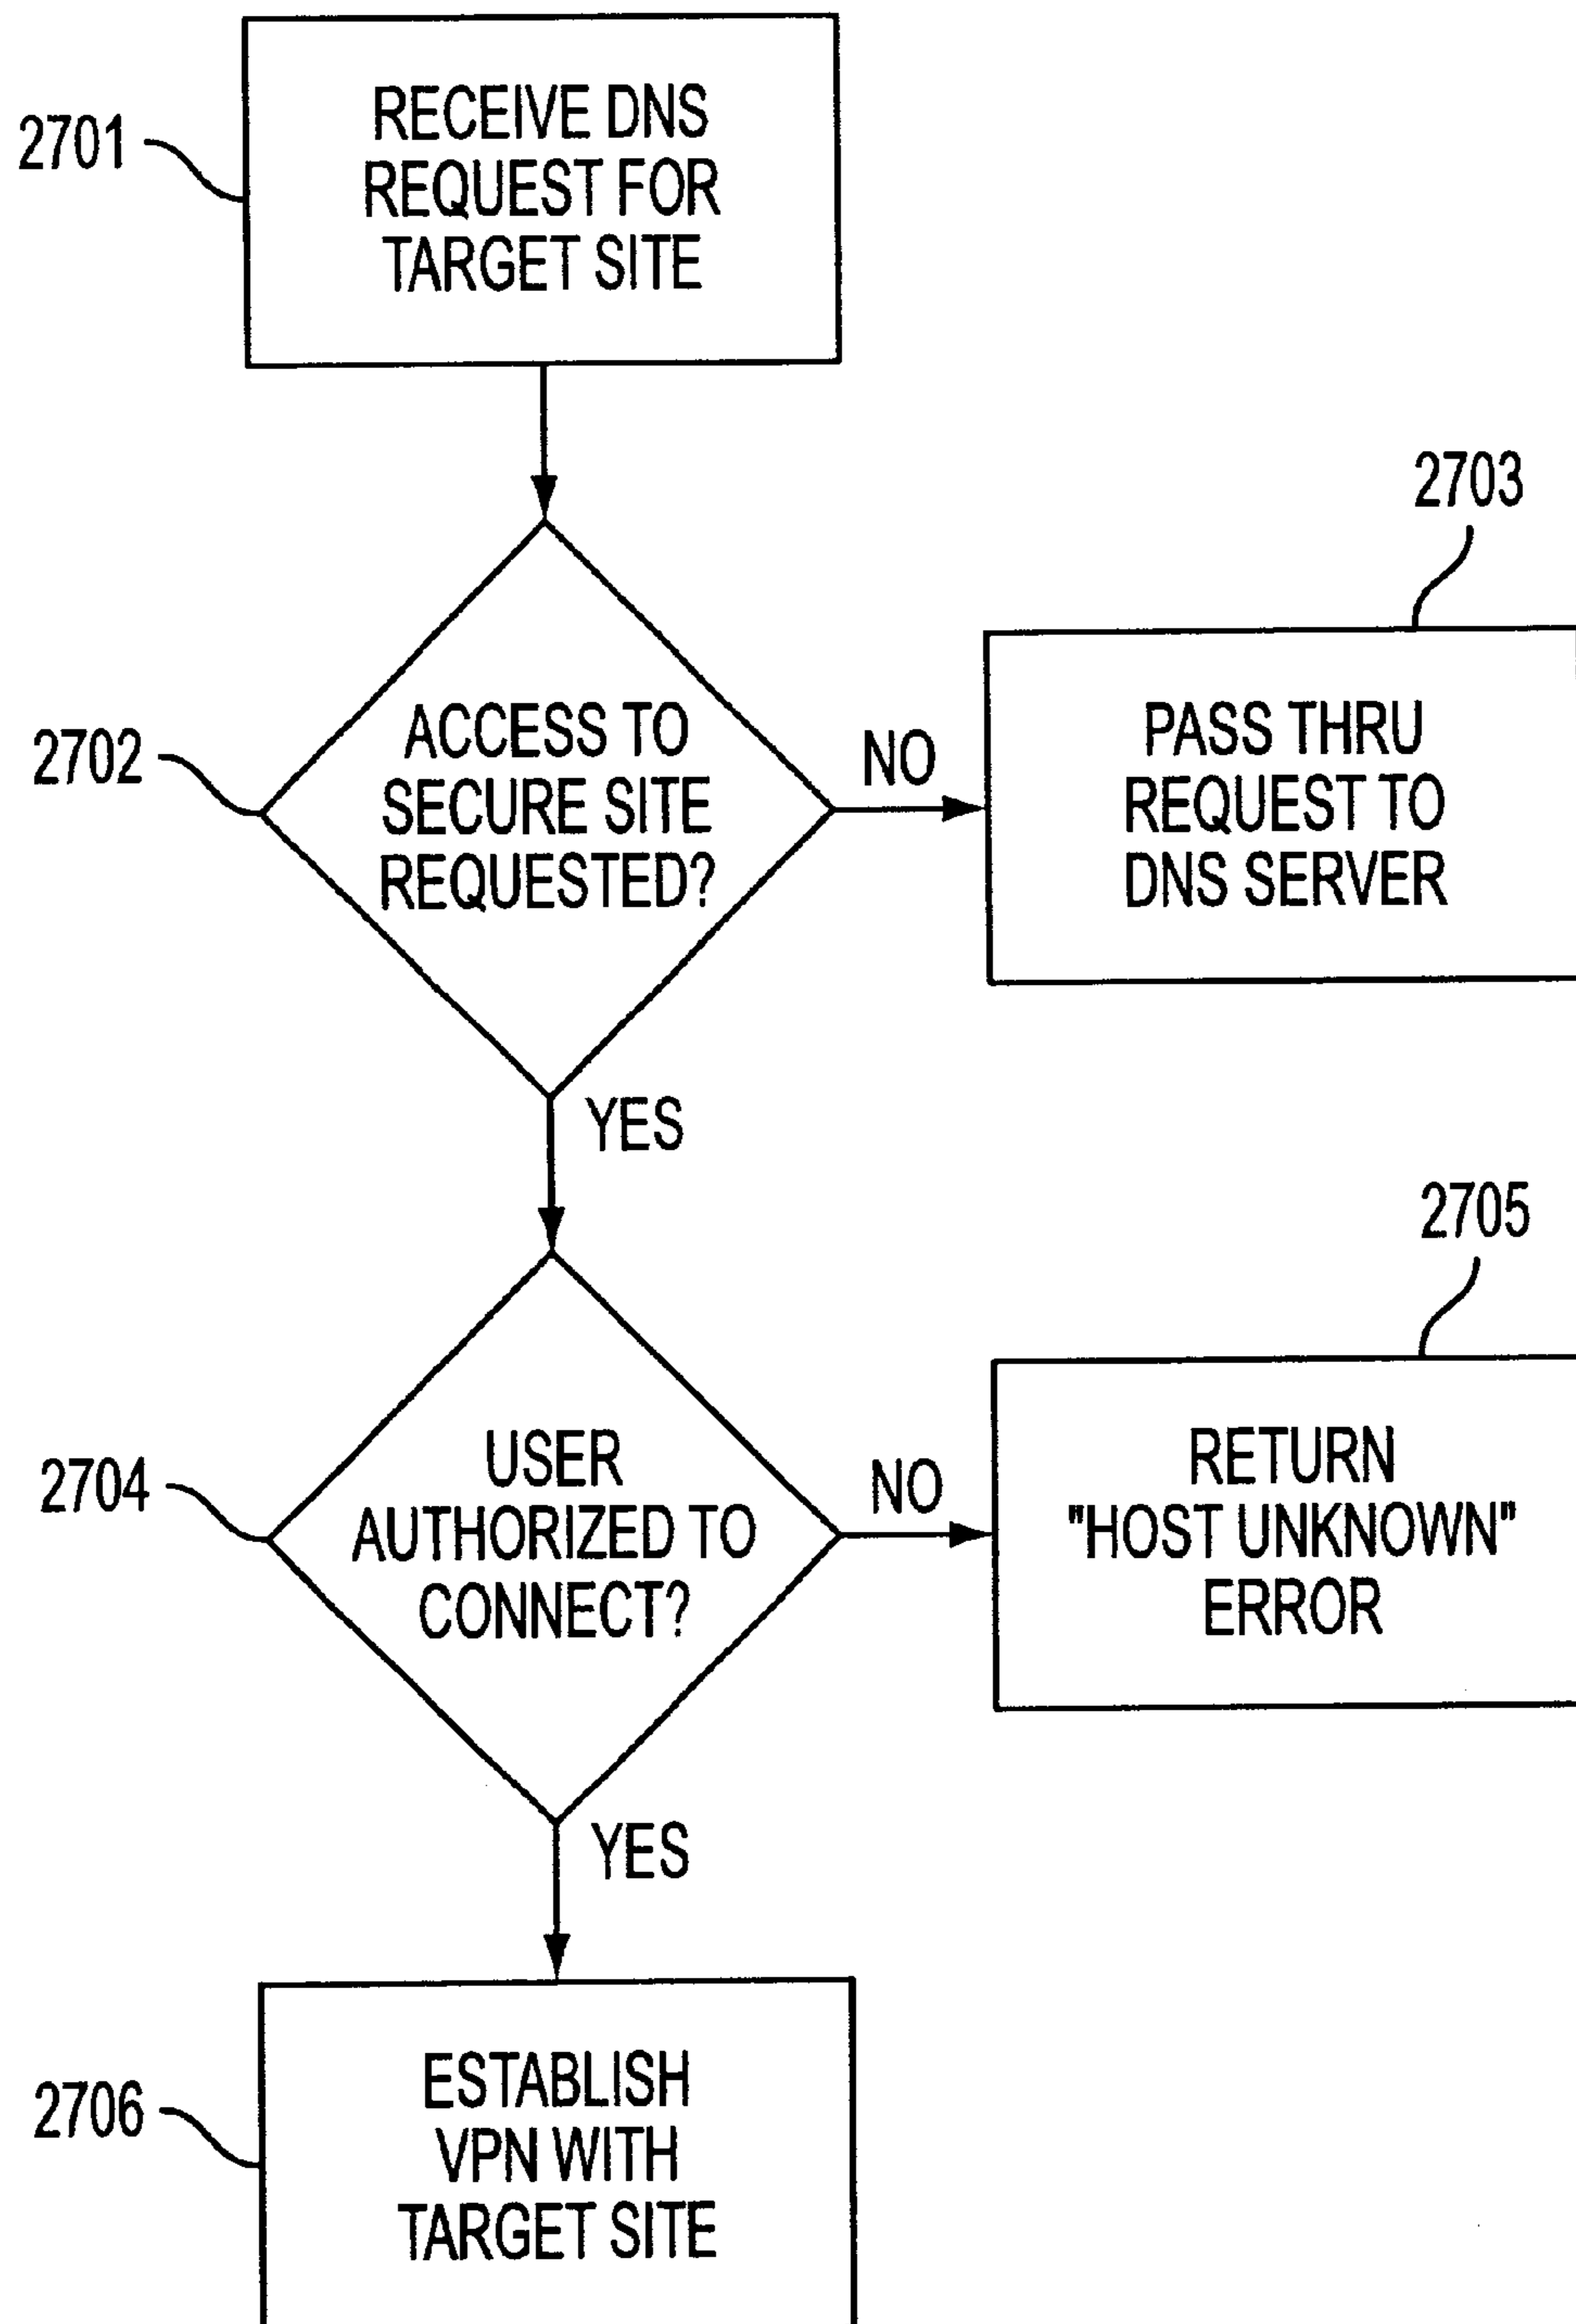 2701
RECEIVE DNS
REQUEST FOR
TARGET SITE
2702
ACCESS TO
SECURE SITE
REQUESTED?
NO
2703
PASS THRU
REQUEST TO
DNS SERVER
YES
2704
USER
AUTHORIZED TO
CONNECT?
NO
2705
RETURN
"HOST UNKNOWN"
ERROR
YES
2706
ESTABLISH
VPN WITH
TARGET SITE